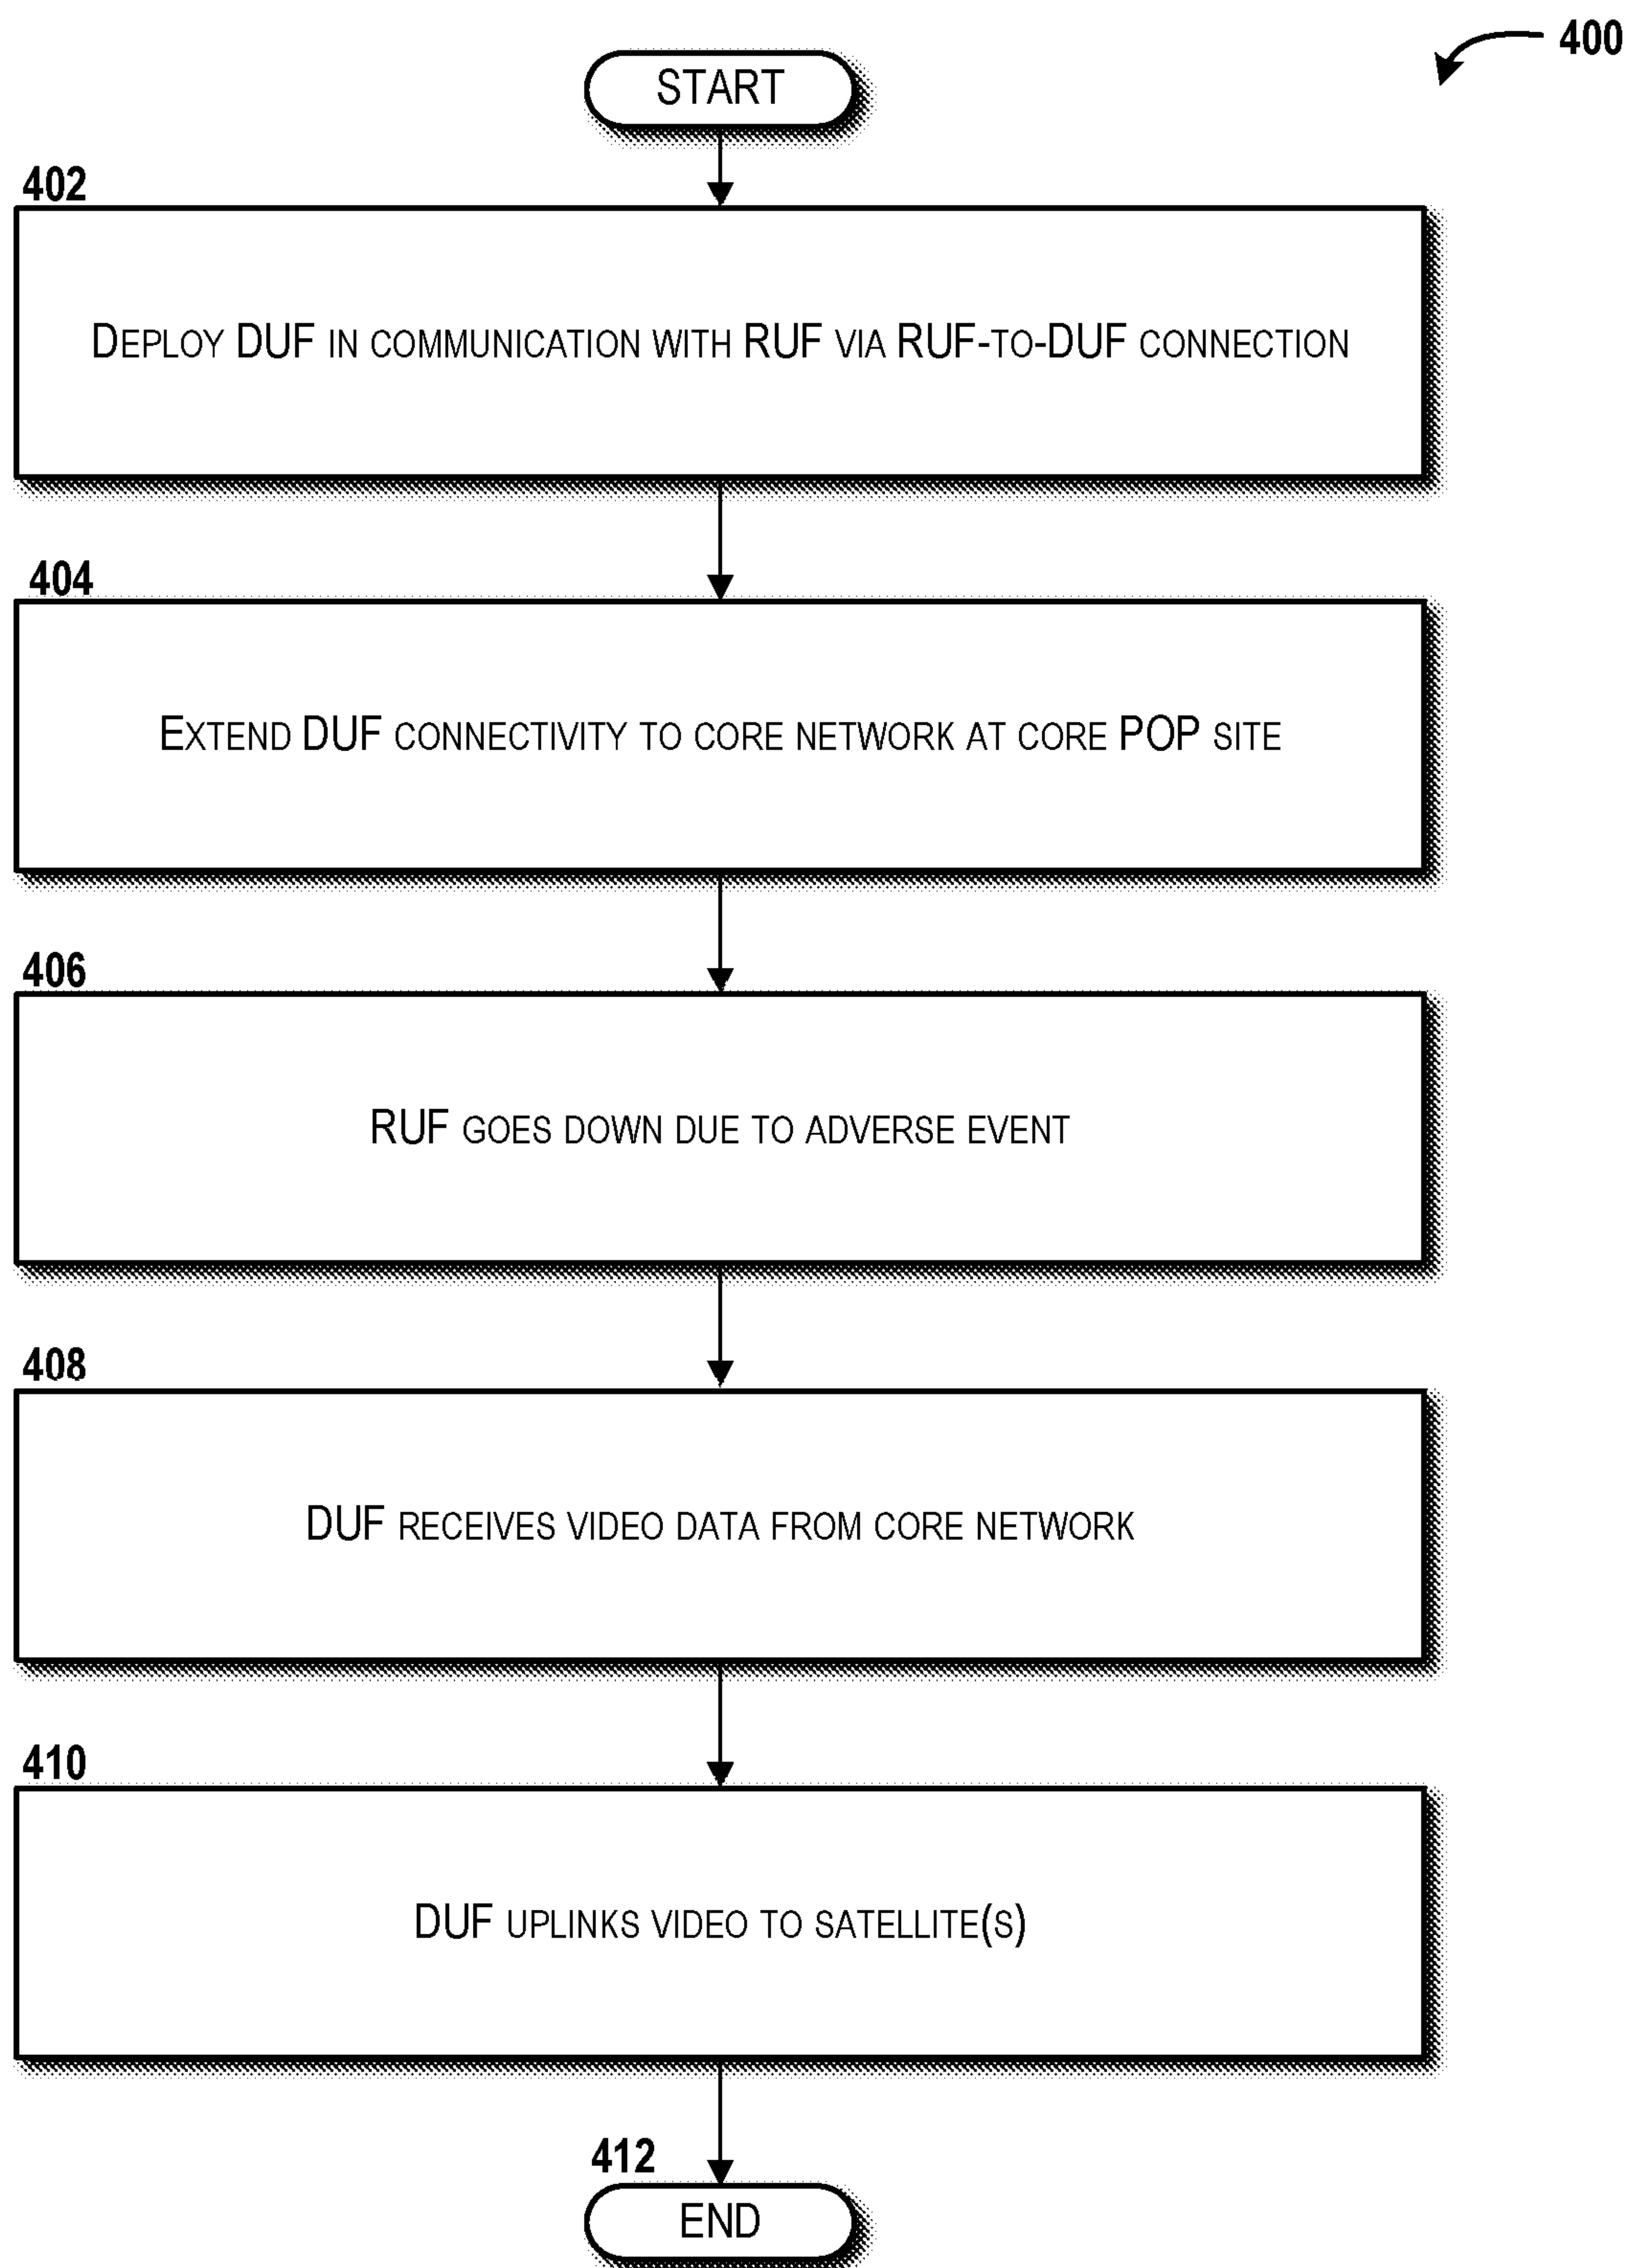 400
START
402
DEPLOY DUF IN COMMUNICATION WITH RUF VIA RUF-TO-DUF CONNECTION
404
EXTEND DUF CONNECTIVITY TO CORE NETWORK AT CORE POP SITE
406
RUF GOES DOWN DUE TO ADVERSE EVENT
408
DUF RECEIVES VIDEO DATA FROM CORE NETWORK
410
DUF UPLINKS VIDEO TO SATELLITE(S)
412
END